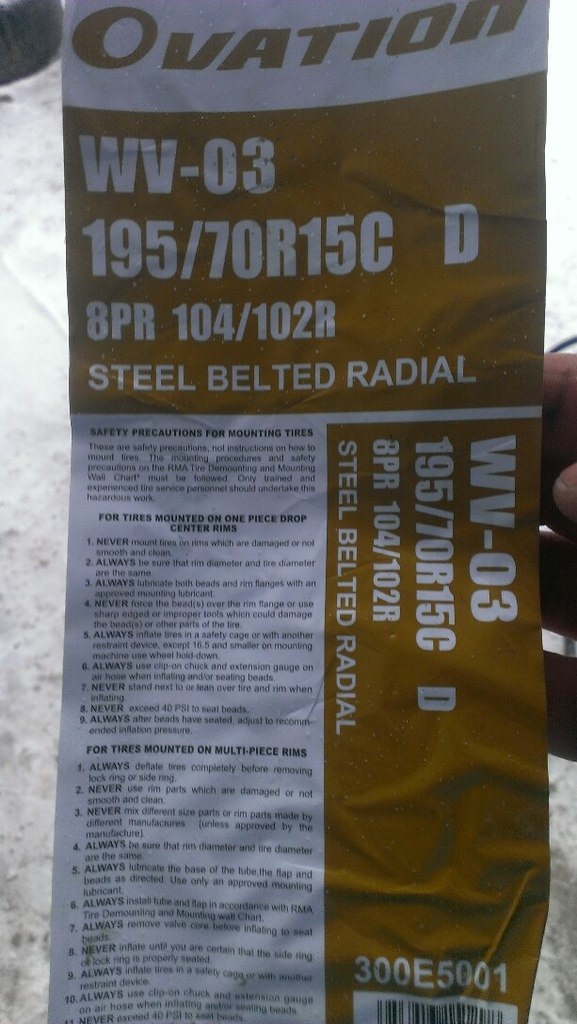 OVATION
WV-03
195/70R15C D
8PR 104/102R
STEEL BELTED RADIAL
SAFETY PRECAUTIONS FOR MOUNTING TIRES
These are safety precautions, not instructions on how to
mount tires. The mounting procedures and safety
precautions on the RMA Tire Demounting and Mounting
Wall Chart* must be followed. Only trained and
experienced tire service personnel should undertake this
hazardous work.
FOR TIRES MOUNTED ON ONE PIECE DROP
CENTER RIMS
1. NEVER mount tires on rims which are damaged or not
smooth and clean.
2. ALWAYS be sure that rim diameter and tire diameter
are the same.
3. ALWAYS lubricate both beads and rim flanges with an
approved mounting lubricant.
4. NEVER force the bead(s) over the rim flange or use
sharp edged or improper tools which could damage
the bead(s) or other parts of the tire.
5. ALWAYS inflate tires in a safety cage or with another
restraint device, except 16.5 and smaller on mounting
machine use wheel hold-down.
6. ALWAYS use clip-on chuck and extension gauge on
air hose when inflating and/or seating beads.
7. NEVER stand next to or lean over tire and rim when
inflating.
8. NEVER exceed 40 PSI to seat beads.
9. ALWAYS after beads have seated, adjust to recomm-
ended inflation pressure.
FOR TIRES MOUNTED ON MULTI-PIECE RIMS
1. ALWAYS deflate tires completely before removing
lock ring or side ring.
2. NEVER use rim parts which are damaged or not
smooth and clean.
3. NEVER mix different size parts or rim parts made by
different manufactures (unless approved by the
manufacture).
4. ALWAYS be sure that rim diameter and tire diameter
are the same.
5. ALWAYS lubricate the base of the tube,the flap and
beads as directed. Use only an approved mounting
lubricant.
6. ALWAYS install tube and flap in accordance with RMA
Tire Demounting and Mounting wall Chart.
7. ALWAYS remove valve core before inflating to seat
beads.
8. NEVER inflate until you are certain that the side ring
or lock ring is properly seated.
9. ALWAYS inflate tires in a safety cage or with another
restraint device.
10. ALWAYS use clip-on chuck and extension gauge
on air hose when inflating and/or seating beads.
11. NEVER exceed 40 PSI to seat beads.
WV-03
195/70R15C D
8PR 104/102R
STEEL BELTED RADIAL
300E5001